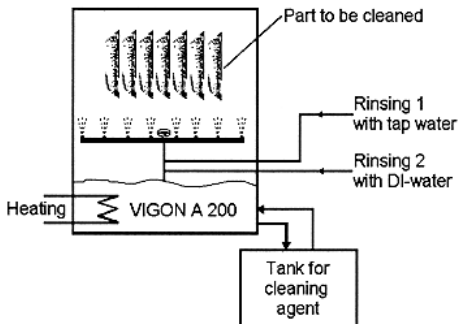 Part to be cleaned
Rinsing 1
with tap water
Rinsing 2
with DI-water
Heating
VIGON A 200
Tank for
cleaning
agent